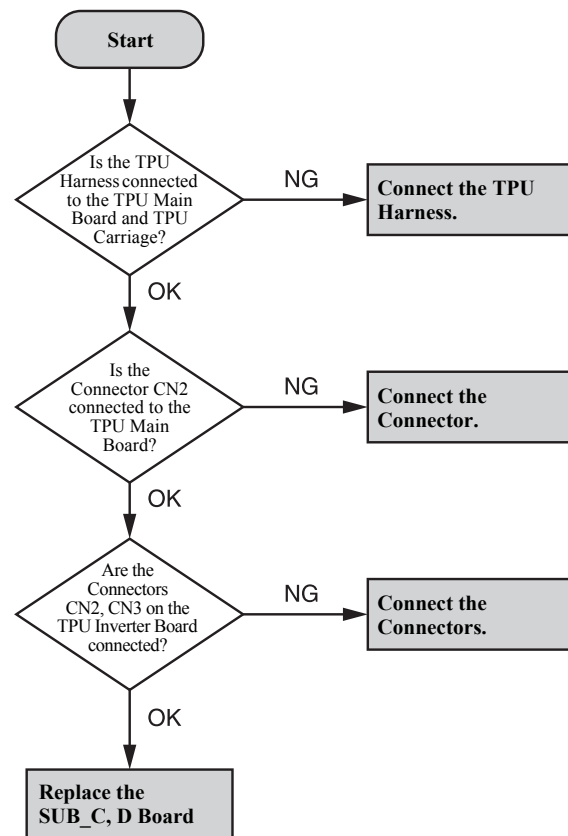 Start
Is the TPU
Harness connected
to the TPU Main
Board and TPU
Carriage?
NG
Connect the TPU
Harness.
OK
Is the
Connector CN2
connected to the
TPU Main
Board?
NG
Connect the
Connector.
OK
Are the
Connectors
CN2, CN3 on the
TPU Inverter Board
connected?
NG
Connect the
Connectors.
OK
Replace the
SUB_C, D Board